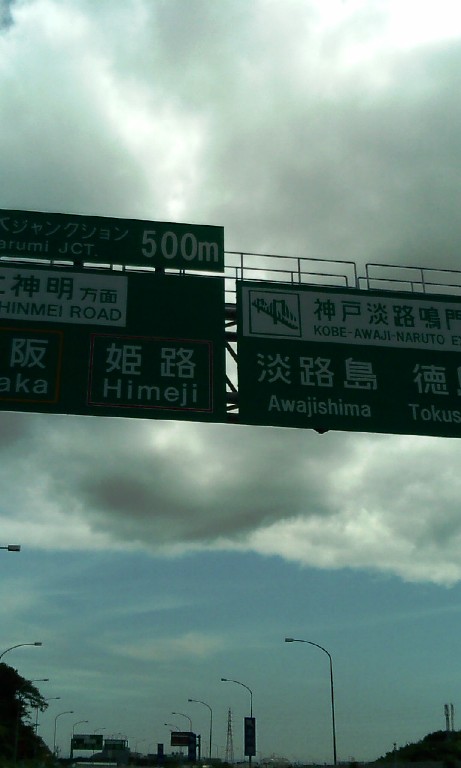 ジャンクション 500m
arumi JCT.
神明方面
HINMEI ROAD
阪 姫路
aka Himeji
神戸淡路鳴門
KOBE-AWAJI-NARUTO E
淡路島 徳
Awajishima Tokus